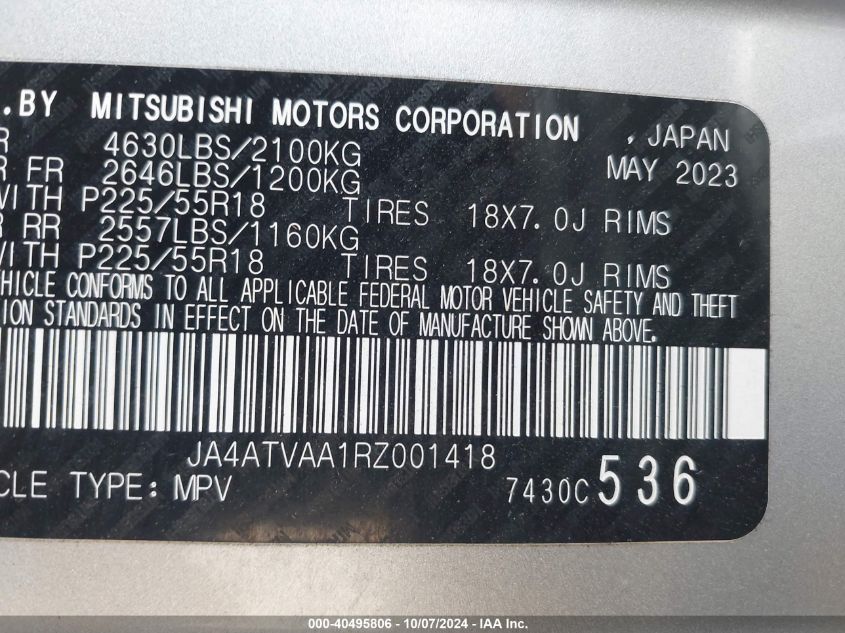 .BY MITSUBISHI MOTORS CORPORATION , JAPAN
R 4630LBS/2100KG MAY 2023
R FR 2646LBS/1200KG
WITH P225/55R18 TIRES 18X7.0J RIMS
R RR 2557LBS/1160KG
WITH P225/55R18 TIRES 18X7.0J RIMS
HICLE CONFORMS TO ALL APPLICABLE FEDERAL MOTOR VEHICLE SAFETY AND THEFT
ION STANDARDS IN EFFECT ON THE DATE OF MANUFACTURE SHOWN ABOVE.
JA4ATVAA1RZ001418
CLE TYPE: MPV 7430C 536
000-40495806 - 10/07/2024 - IAA Inc.